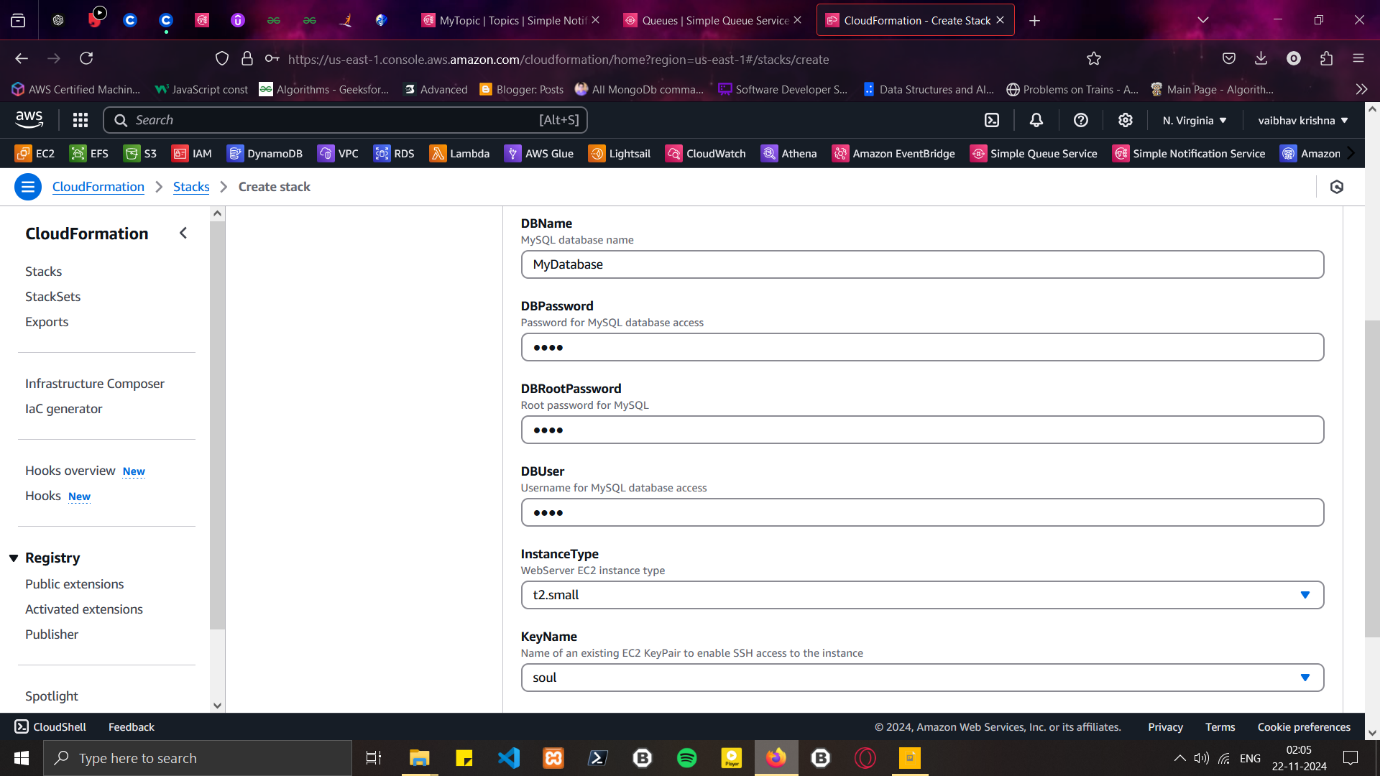 MyTopic | Topics | Simple Notif
Queues | Simple Queue Service
CloudFormation - Create Stack
https://us-east-1.console.aws.amazon.com/cloudformation/home?region=us-east-1#/stacks/create
AWS Certified Machin...
JavaScript const
Algorithms - Geeksfor...
Advanced
Blogger: Posts
All MongoDb comma...
Software Developer S...
Data Structures and Al...
Problems on Trains - A...
Main Page - Algorith...
aws
Search
[Alt+S]
N. Virginia
vaibhav krishna
EC2
EFS
S3
IAM
DynamoDB
VPC
RDS
Lambda
AWS Glue
Lightsail
CloudWatch
Athena
Amazon EventBridge
Simple Queue Service
Simple Notification Service
Amazon
CloudFormation
Stacks
Create stack
CloudFormation
Stacks
StackSets
Exports
Infrastructure Composer
IaC generator
Hooks overview New
Hooks New
Registry
Public extensions
Activated extensions
Publisher
Spotlight
DBName
MySQL database name
MyDatabase
DBPassword
Password for MySQL database access
••••
DBRootPassword
Root password for MySQL
••••
DBUser
Username for MySQL database access
••••
InstanceType
WebServer EC2 instance type
t2.small
KeyName
Name of an existing EC2 KeyPair to enable SSH access to the instance
soul
CloudShell
Feedback
© 2024, Amazon Web Services, Inc. or its affiliates.
Privacy
Terms
Cookie preferences
Type here to search
ENG
02:05
22-11-2024